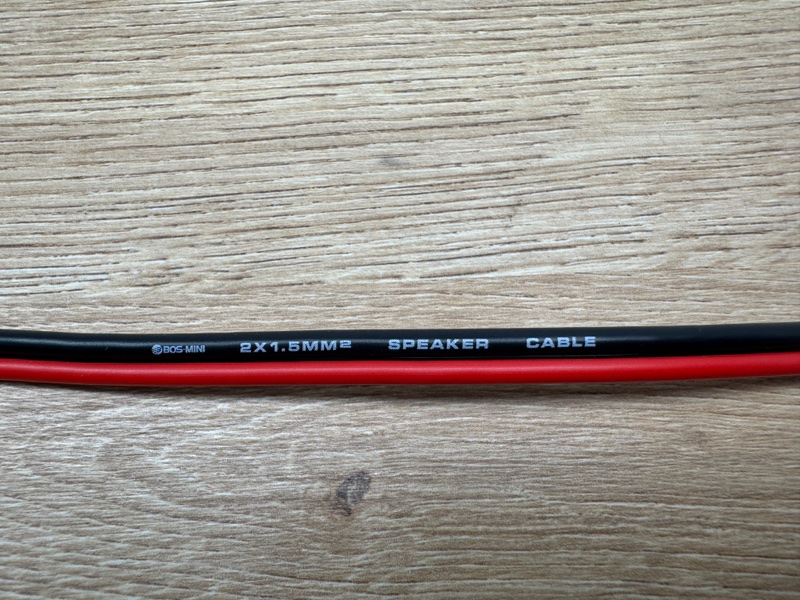 BOS-MINI 2X1.5MM² SPEAKER CABLE